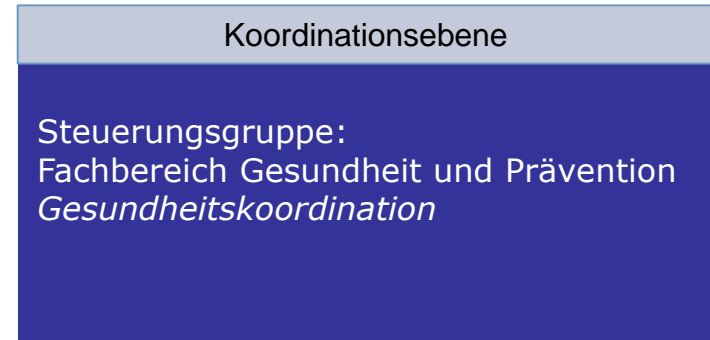 Koordinationsebene
Steuerungsgruppe:
Fachbereich Gesundheit und Prävention
Gesundheitskoordination